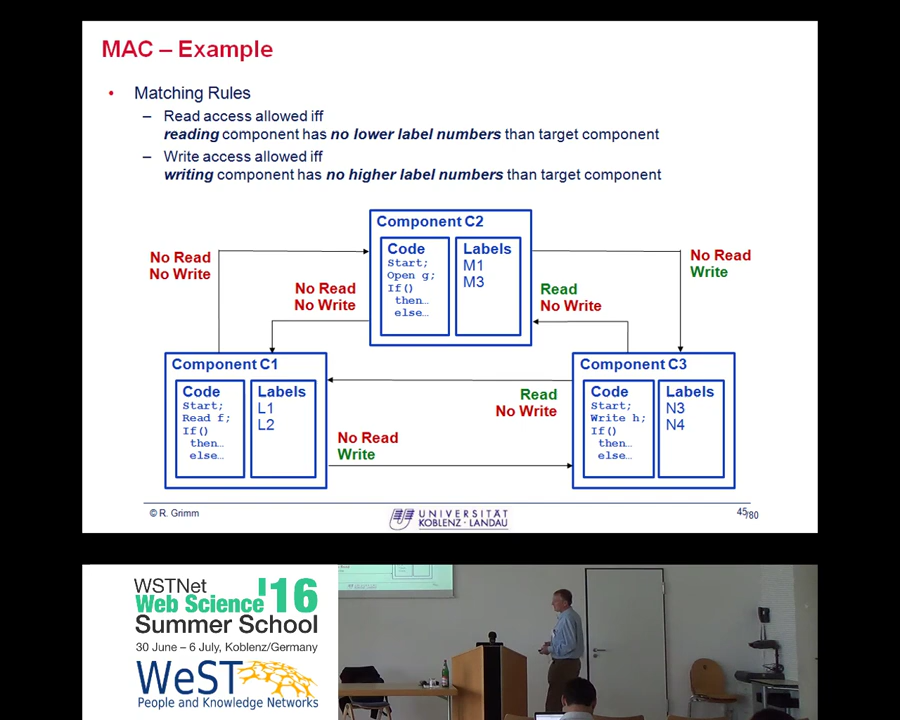 MAC – Example
• Matching Rules
– Read access allowed iff
reading component has no lower label numbers than target component
– Write access allowed iff
writing component has no higher label numbers than target component
Component C2
Code
Start;
Open g;
If()
then…
else…
Labels
M1
M3
No Read
No Write
No Read
No Write
Read
No Write
No Read
Write
Component C1
Code
Start;
Read f;
If()
then…
else…
Labels
L1
L2
Read
No Write
No Read
Write
Component C3
Code
Start;
Write h;
If()
then…
else…
Labels
N3
N4
© R. Grimm
UNIVERSITÄT
KOBLENZ · LANDAU
45/80
WSTNet
Web Science '16
Summer School
30 June – 6 July, Koblenz/Germany
WeST
People and Knowledge Networks